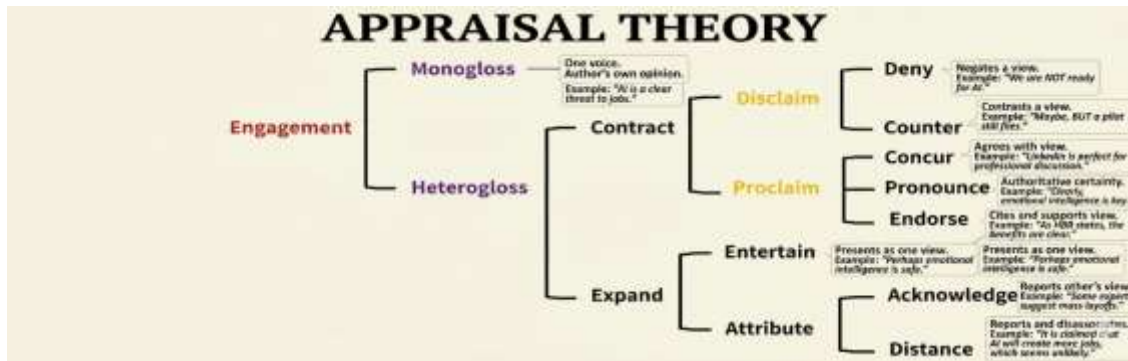 APPRAISAL THEORY
Engagement
Monogloss
One voice.
Author's own opinion.
Example: "AI is a clear
threat to jobs."
Heterogloss
Contract
Disclaim
Deny
Negates a view.
Example: "We are NOT ready
for AI."
Counter
Contrasts a view.
Example: "Maybe, BUT a pilot
still flies."
Proclaim
Concur
Agrees with view.
Example: "LinkedIn is perfect for
professional discussion."
Pronounce
Authoritative certainty.
Example: "Clearly,
emotional intelligence is key
Endorse
Cites and supports view.
Example: "As HBR states, the
benefits are clear."
Expand
Entertain
Presents as one view.
Example: "Perhaps emotional
intelligence is safe."
Presents as one view.
Example: "Perhaps emotional
intelligence is safe."
Attribute
Acknowledge
Reports other's view
Example: "Some expert
suggest mass layoffs."
Distance
Reports and
Example: "It is claimed
AI will create more jobs,
which seems unlikely."